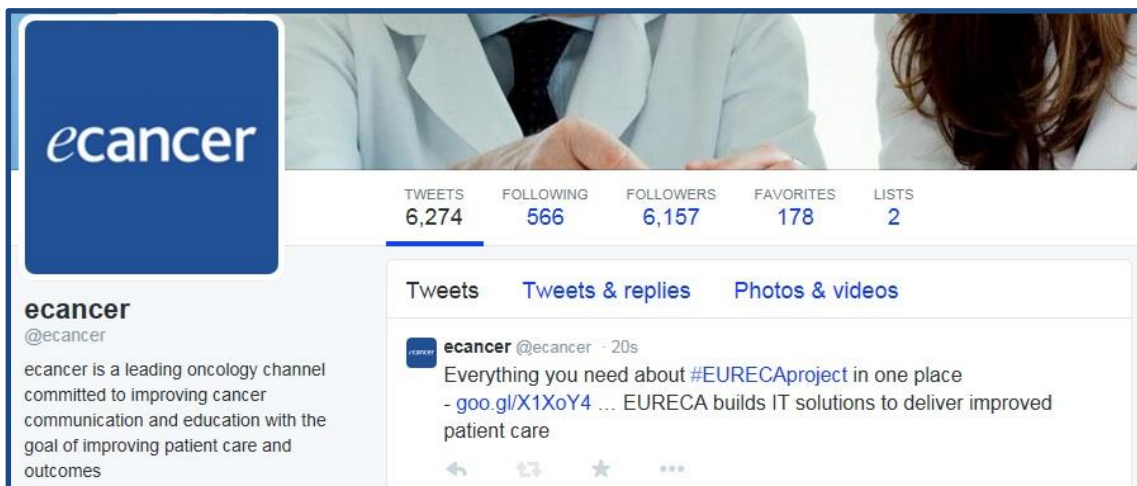 ecancer
TWEETS FOLLOWING FOLLOWERS FAVORITES LISTS
6,274 566 6,157 178 2
ecancer
@ecancer
ecancer is a leading oncology channel
committed to improving cancer
communication and education with the
goal of improving patient care and
outcomes
Tweets Tweets & replies Photos & videos
ecancer
ecancer @ecancer · 20s
Everything you need about #EURECAproject in one place
- goo.gl/X1XoY4 ... EURECA builds IT solutions to deliver improved
patient care